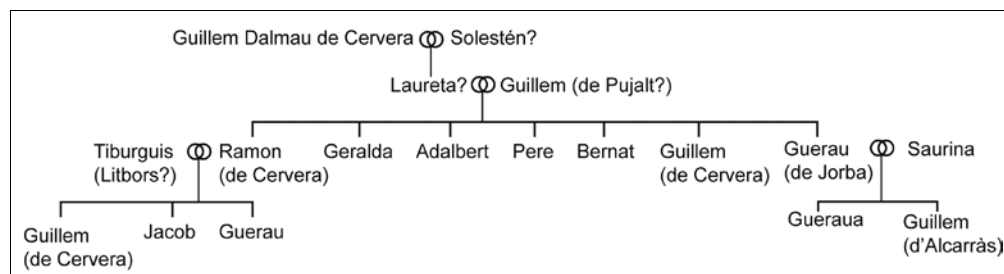 Guillem Dalmau de Cervera Solestén?
Laureta? Guillem (de Pujalt?)
Tiburguis (Litbors?)
Ramon (de Cervera)
Geralda
Adalbert
Pere
Bernat
Guillem (de Cervera)
Guerau (de Jorba)
Saurina
Guillem (de Cervera)
Jacob
Guerau
Gueraua
Guillem (d'Alcarràs)